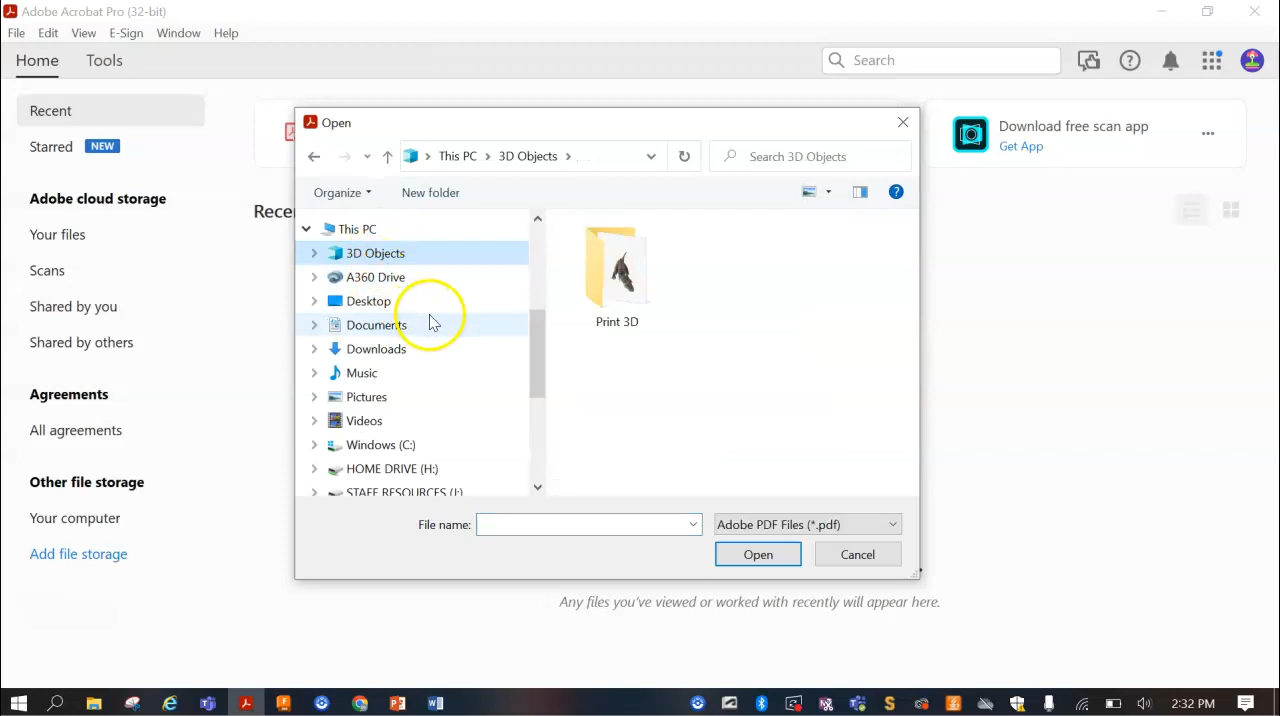 Adobe Acrobat Pro (32-bit)
File Edit View E-Sign Window Help
Home Tools Search
Recent
Starred NEW
Adobe cloud storage
Your files
Scans
Shared by you
Shared by others
Agreements
All agreements
Other file storage
Your computer
Add file storage
Download free scan app
Get App
Open
This PC 3D Objects Search 3D Objects
Organize New folder
This PC
3D Objects
A360 Drive
Desktop
Documents
Downloads
Music
Pictures
Videos
Windows (C:)
HOME DRIVE (H:)
STAFF RESOURCES (I:)
Print 3D
File name: Adobe PDF Files (*.pdf)
Open Cancel
Any files you've viewed or worked with recently will appear here.
2:32 PM